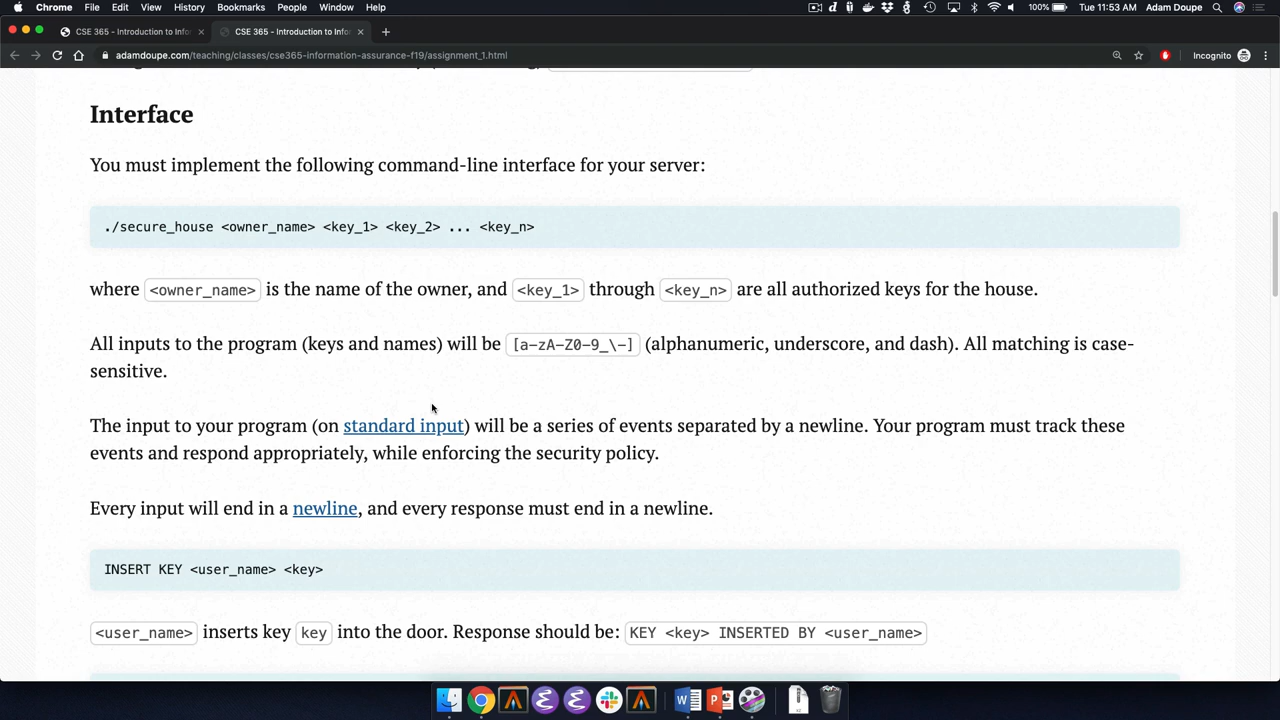 Chrome File Edit View History Bookmarks People Window Help 100% Tue 11:53 AM Adam Doupe
CSE 365 - Introduction to Infor × CSE 365 - Introduction to Infor × +
adamdoupe.com/teaching/classes/cse365-information-assurance-f19/assignment_1.html Incognito
Interface
You must implement the following command-line interface for your server:
./secure_house <owner_name> <key_1> <key_2> ... <key_n>
where <owner_name> is the name of the owner, and <key_1> through <key_n> are all authorized keys for the house.
All inputs to the program (keys and names) will be [a-zA-Z0-9_\-] (alphanumeric, underscore, and dash). All matching is case-
sensitive.
The input to your program (on standard input) will be a series of events separated by a newline. Your program must track these
events and respond appropriately, while enforcing the security policy.
Every input will end in a newline, and every response must end in a newline.
INSERT KEY <user_name> <key>
<user_name> inserts key key into the door. Response should be: KEY <key> INSERTED BY <user_name>